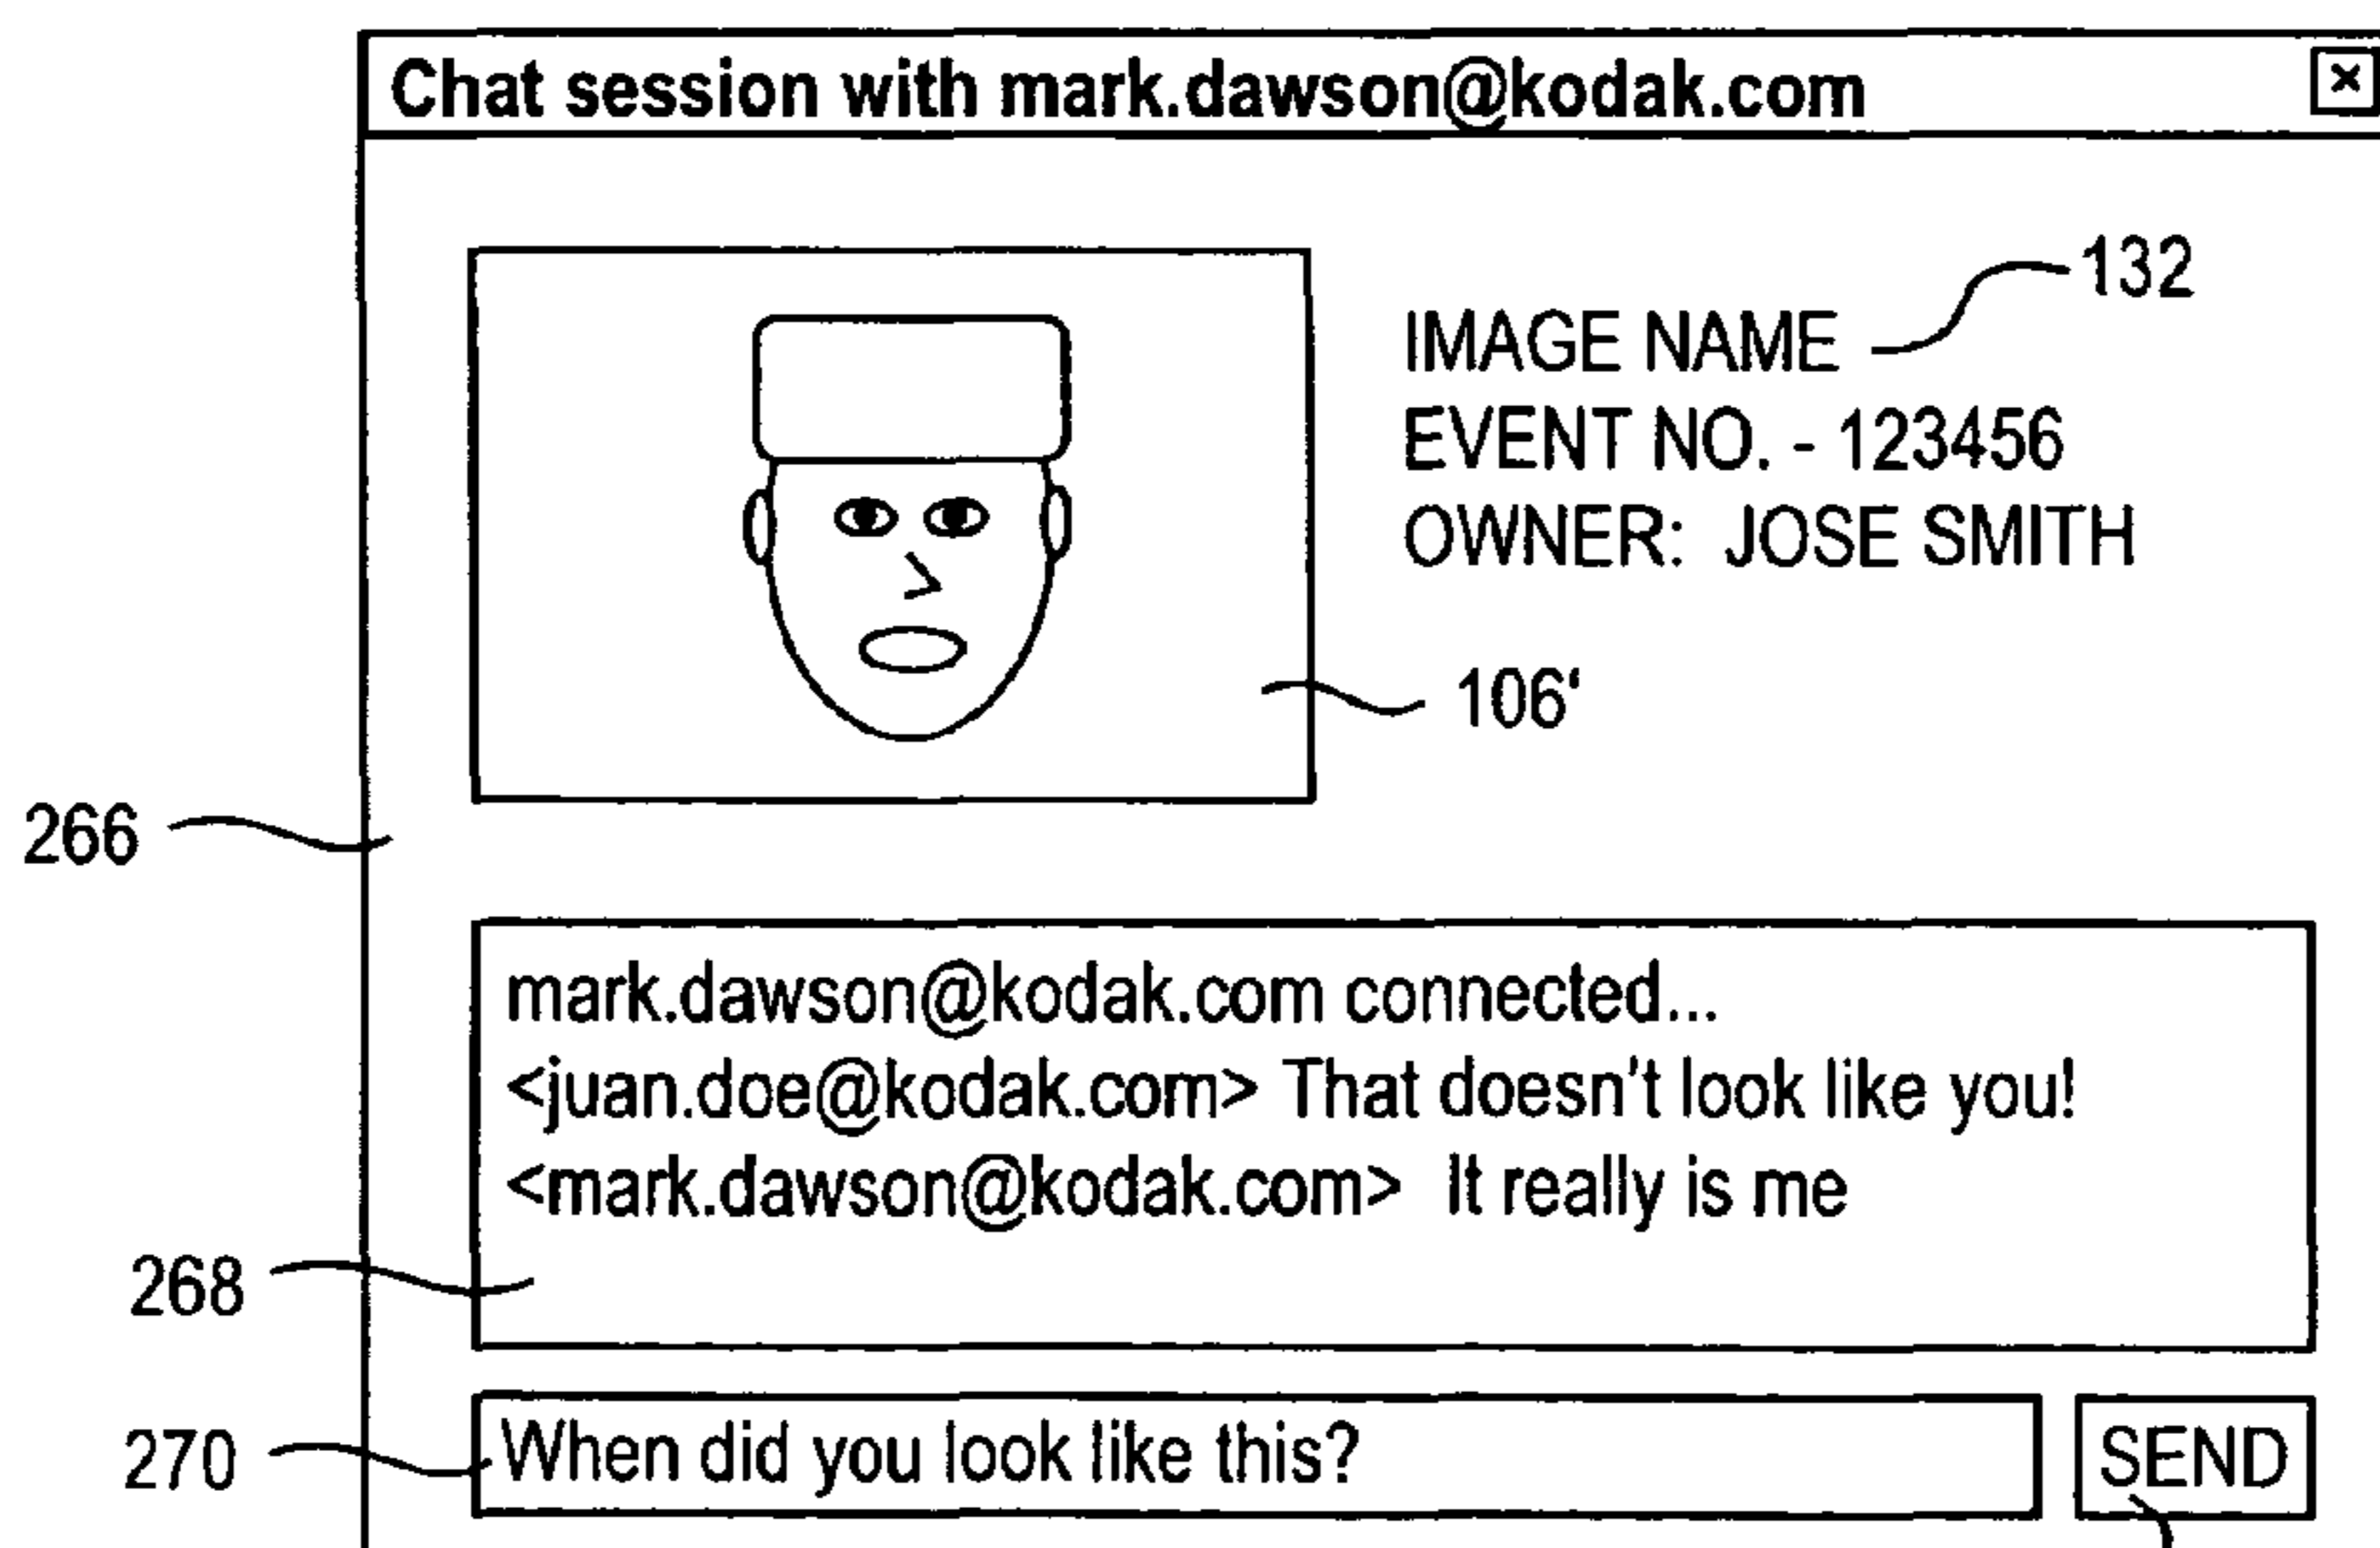 Chat session with mark.dawson@kodak.com
132
IMAGE NAME
EVENT NO. - 123456
OWNER: JOSE SMITH
106'
266
mark.dawson@kodak.com connected...
<juan.doe@kodak.com> That doesn't look like you!
<mark.dawson@kodak.com> It really is me
268
270
When did you look like this?
SEND